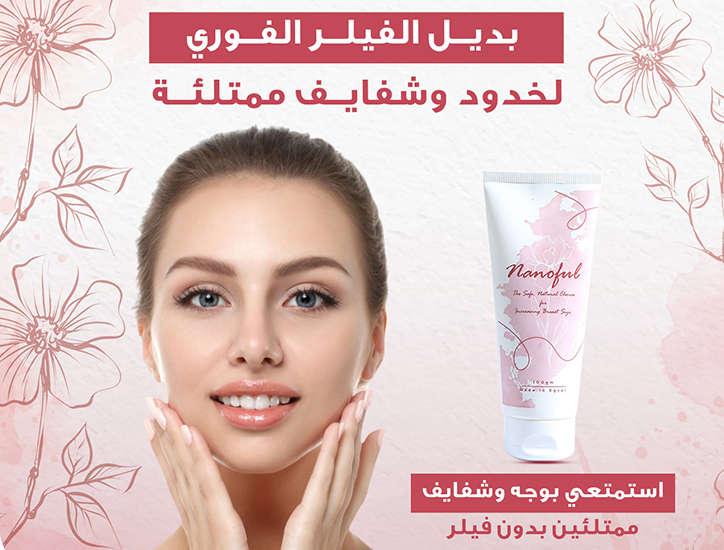 بديل الفيلر الفوري
لخدود وشفايف ممتلئة
Nanoful
The Safe, Natural Choice
for
Increasing Breast Size
100gm
Made in Egypt
استمتعي بوجه وشفايف
ممتلئين بدون فيلر